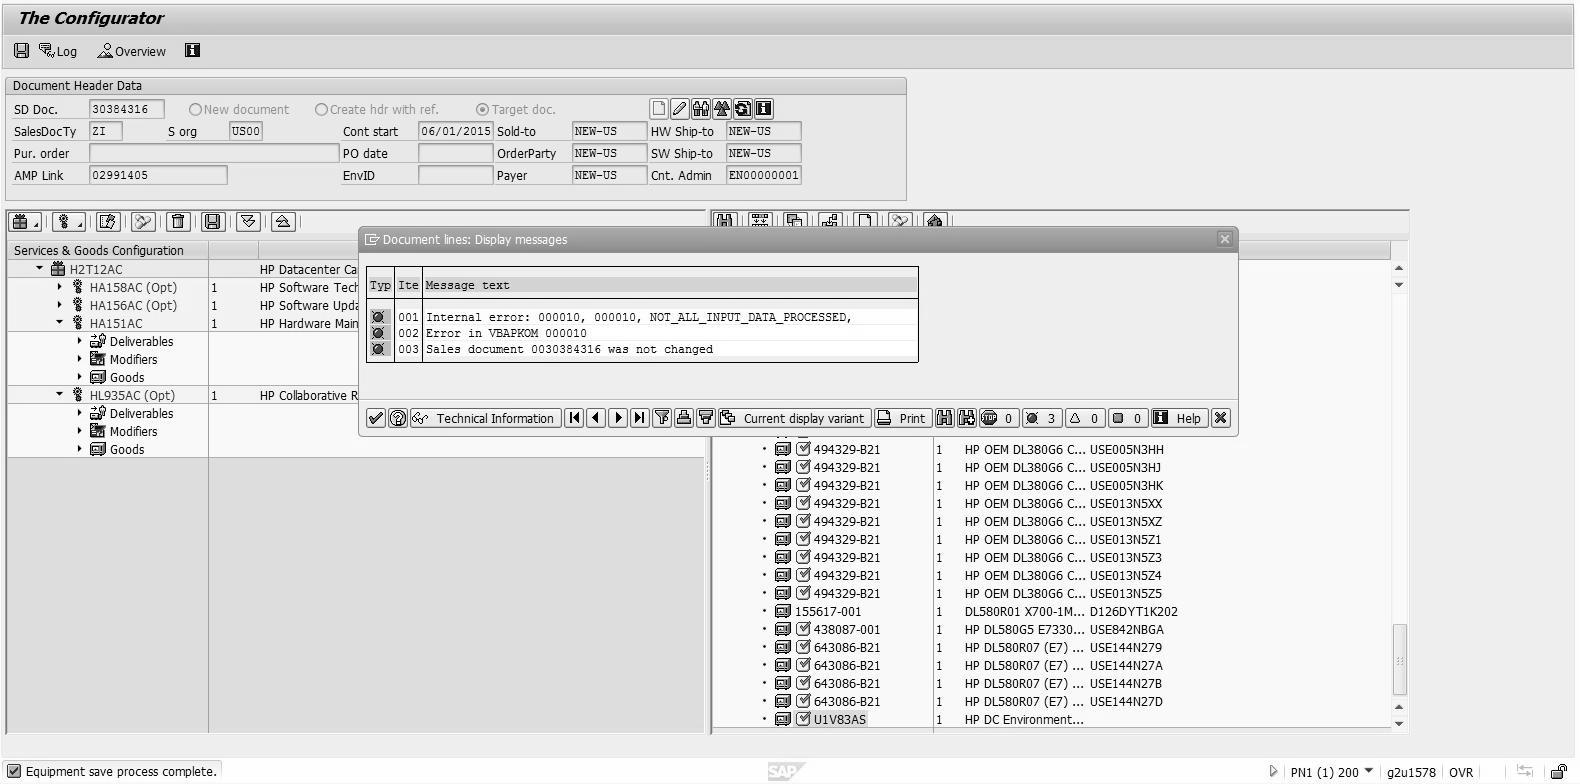 The Configurator
Log Overview
Document Header Data
SD Doc. 30384316 New document Create hdr with ref. Target doc.
SalesDocTy ZI S org US00 Cont start 06/01/2015 Sold-to NEW-US HW Ship-to NEW-US
Pur. order PO date OrderParty NEW-US SW Ship-to NEW-US
AMP Link 02991405 EnvID Payer NEW-US Cnt. Admin EN00000001
Services & Goods Configuration
H2T12AC HP Datacenter Ca
HA158AC (Opt) 1 HP Software Tech
HA156AC (Opt) 1 HP Software Upda
HA151AC 1 HP Hardware Main
Deliverables
Modifiers
Goods
HL935AC (Opt) 1 HP Collaborative R
Deliverables
Modifiers
Goods
Document lines: Display messages
Typ Ite Message text
001 Internal error: 000010, 000010, NOT_ALL_INPUT_DATA_PROCESSED,
002 Error in VBAPKOM 000010
003 Sales document 0030384316 was not changed
Technical Information Current display variant Print STOP 0 3 0 0 Help
494329-B21 1 HP OEM DL380G6 C... USE005N3HH
494329-B21 1 HP OEM DL380G6 C... USE005N3HJ
494329-B21 1 HP OEM DL380G6 C... USE005N3HK
494329-B21 1 HP OEM DL380G6 C... USE013N5XX
494329-B21 1 HP OEM DL380G6 C... USE013N5XZ
494329-B21 1 HP OEM DL380G6 C... USE013N5Z1
494329-B21 1 HP OEM DL380G6 C... USE013N5Z3
494329-B21 1 HP OEM DL380G6 C... USE013N5Z4
494329-B21 1 HP OEM DL380G6 C... USE013N5Z5
155617-001 1 DL580R01 X700-1M... D126DYT1K202
438087-001 1 HP DL580G5 E7330... USE842NBGA
643086-B21 1 HP DL580R07 (E7) ... USE144N279
643086-B21 1 HP DL580R07 (E7) ... USE144N27A
643086-B21 1 HP DL580R07 (E7) ... USE144N27B
643086-B21 1 HP DL580R07 (E7) ... USE144N27D
U1V83AS 1 HP DC Environment...
Equipment save process complete. SAP PN1 (1) 200 g2u1578 OVR